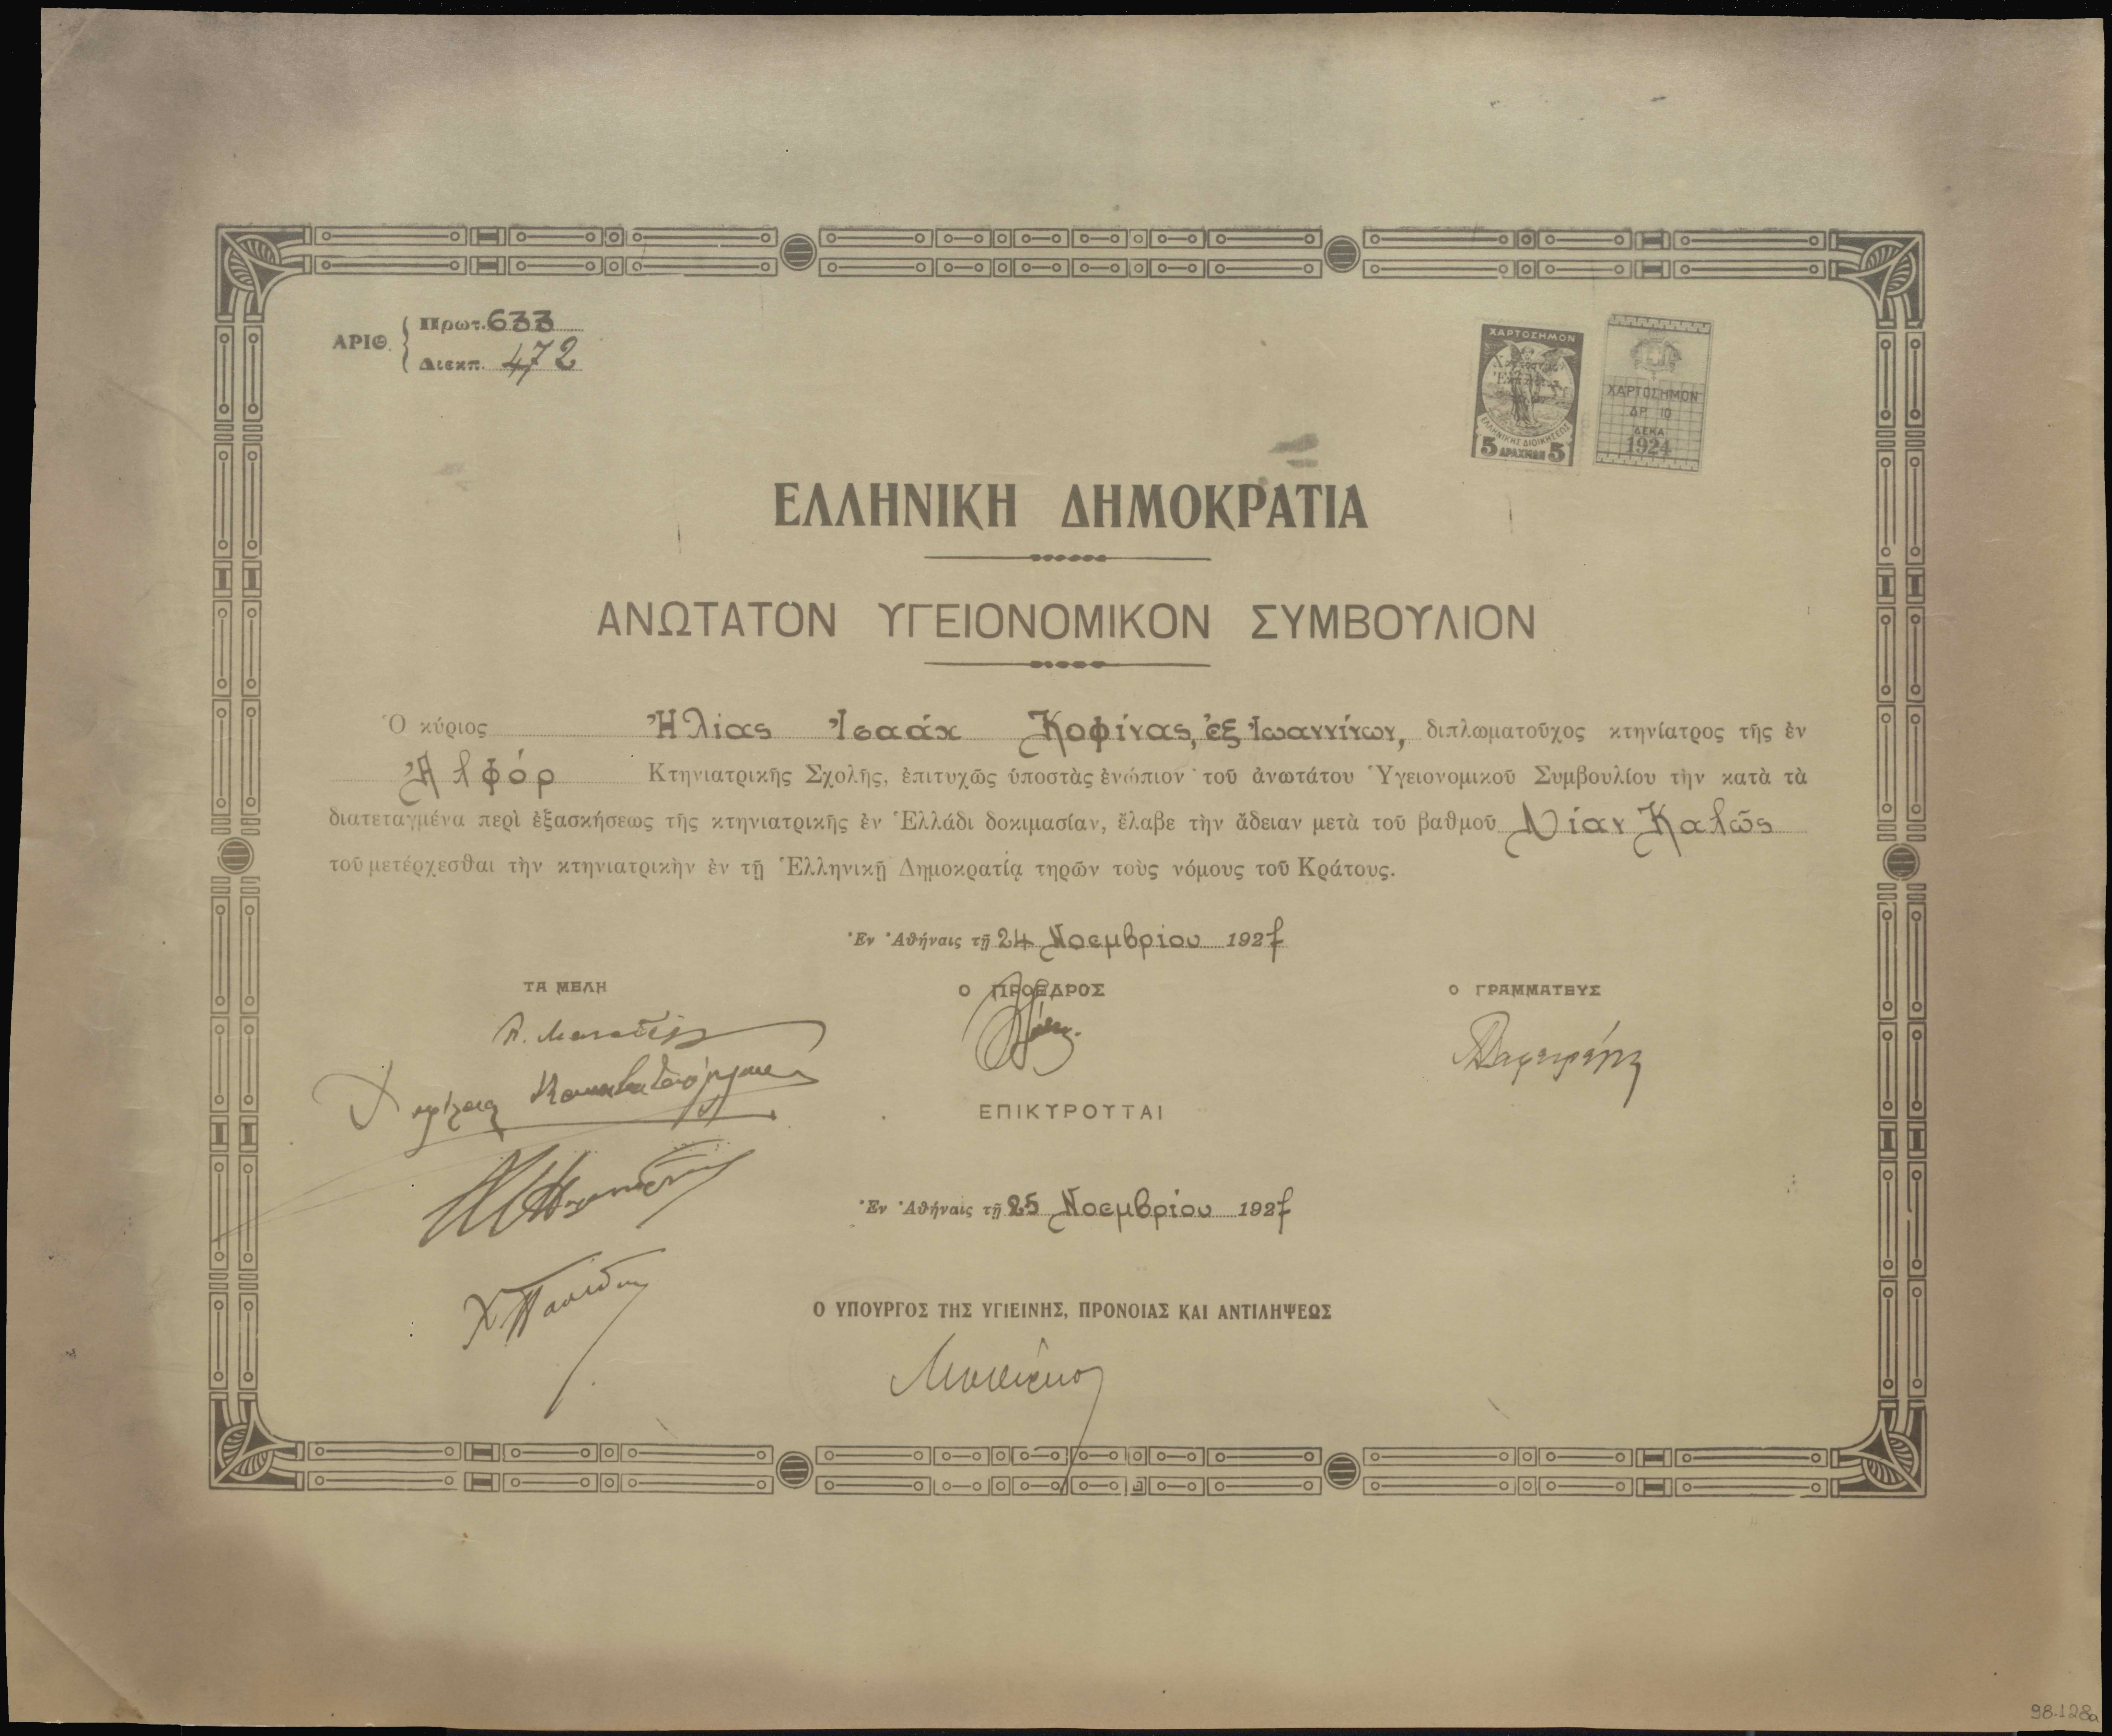 ΑΡΙΘ. Πρωτ. 633
Διεκπ. 472
ΧΑΡΤΟΣΗΜΟΝ
ΕΛΛΗΝΙΚΗΣ ΔΙΟΙΚΗΣΕΩΣ
5 ΔΡΑΧΜΑΙ 5
ΧΑΡΤΟΣΗΜΟΝ
ΔΡ. 10
ΔΕΚΑ
1924
ΕΛΛΗΝΙΚΗ ΔΗΜΟΚΡΑΤΙΑ
ΑΝΩΤΑΤΟΝ ΥΓΕΙΟΝΟΜΙΚΟΝ ΣΥΜΒΟΥΛΙΟΝ
Ὁ κύριος Ἠλίας Ἰσαάκ Κοφίνας, ἐξ Ἰωαννίνων, διπλωματοῦχος κτηνίατρος τῆς ἐν
Ἀλφόρ Κτηνιατρικῆς Σχολῆς, ἐπιτυχῶς ὑποστὰς ἐνώπιον τοῦ ἀνωτάτου Ὑγειονομικοῦ Συμβουλίου τὴν κατὰ τὰ
διατεταγμένα περὶ ἐξασκήσεως τῆς κτηνιατρικῆς ἐν Ἑλλάδι δοκιμασίαν, ἔλαβε τὴν ἄδειαν μετὰ τοῦ βαθμοῦ Λίαν Καλῶς
τοῦ μετέρχεσθαι τὴν κτηνιατρικὴν ἐν τῇ Ἑλληνικῇ Δημοκρατίᾳ τηρῶν τοὺς νόμους τοῦ Κράτους.
Ἐν Ἀθήναις τῇ 24 Νοεμβρίου 1927
ΤΑ ΜΕΛΗ Ο ΠΡΟΕΔΡΟΣ Ο ΓΡΑΜΜΑΤΕΥΣ
ΕΠΙΚΥΡΟΥΤΑΙ
Ἐν Ἀθήναις τῇ 25 Νοεμβρίου 1927
Ο ΥΠΟΥΡΓΟΣ ΤΗΣ ΥΓΙΕΙΝΗΣ, ΠΡΟΝΟΙΑΣ ΚΑΙ ΑΝΤΙΛΗΨΕΩΣ
98.128a